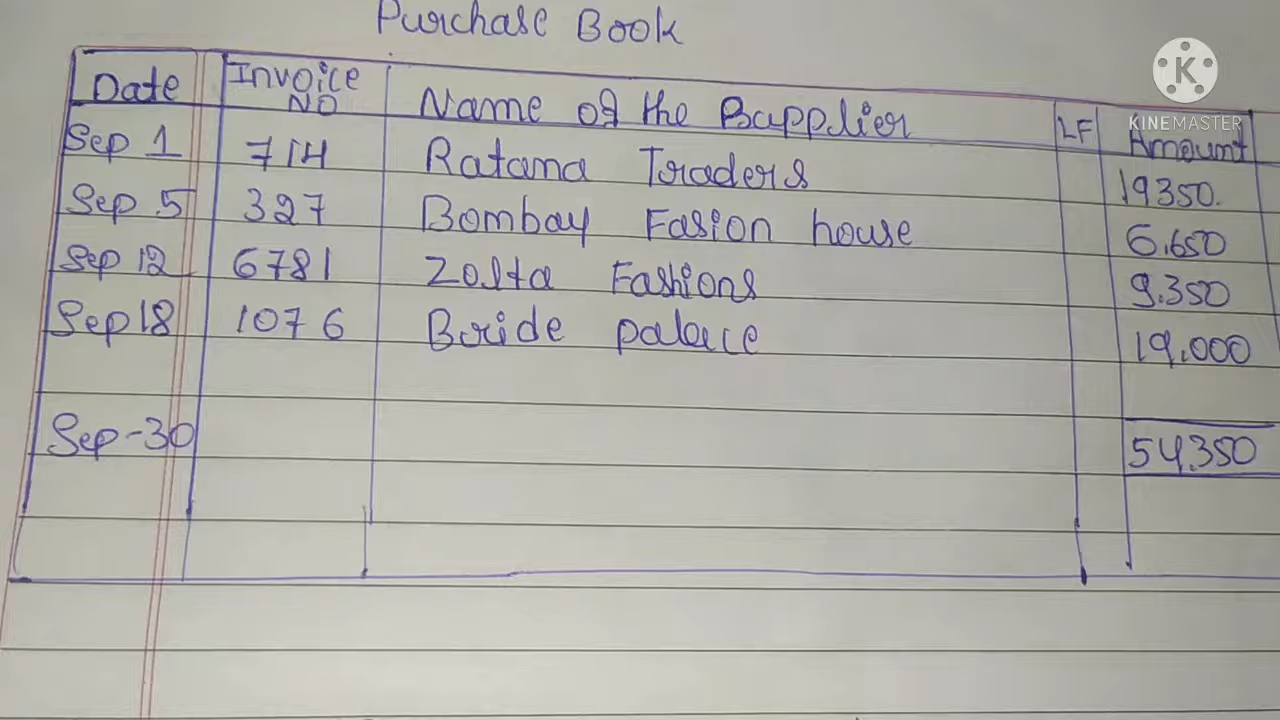 Purchase Book
Date Invoice NO Name of the Bappplier LF Amount
Sep 1 714 Ratana Traders 19350.
Sep 5 327 Bombay Fasion house 6.650
Sep 12 6781 Zolta Fashions 9.350
Sep 18 1076 Bride palace 19.000
Sep-30 54.350
K
KINEMASTER